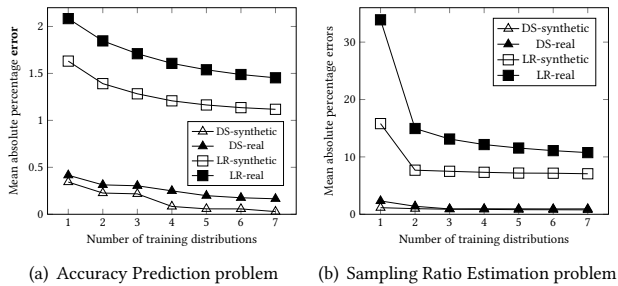 Mean absolute percentage error
2
1.5
1
0.5
0
DS-synthetic
DS-real
LR-synthetic
LR-real
1 2 3 4 5 6 7
Number of training distributions
(a) Accuracy Prediction problem
Mean absolute percentage errors
30
20
10
0
DS-synthetic
DS-real
LR-synthetic
LR-real
1 2 3 4 5 6 7
Number of training distributions
(b) Sampling Ratio Estimation problem